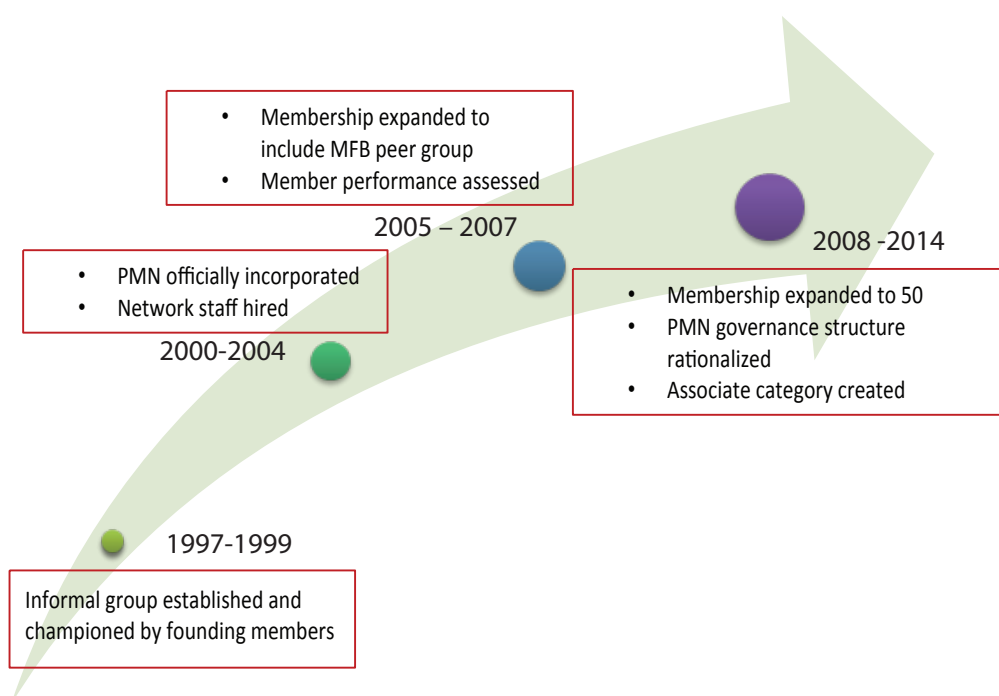 • Membership expanded to
include MFB peer group
• Member performance assessed
2005 – 2007
2008 -2014
• PMN officially incorporated
• Network staff hired
2000-2004
• Membership expanded to 50
• PMN governance structure
rationalized
• Associate category created
1997-1999
Informal group established and
championed by founding members